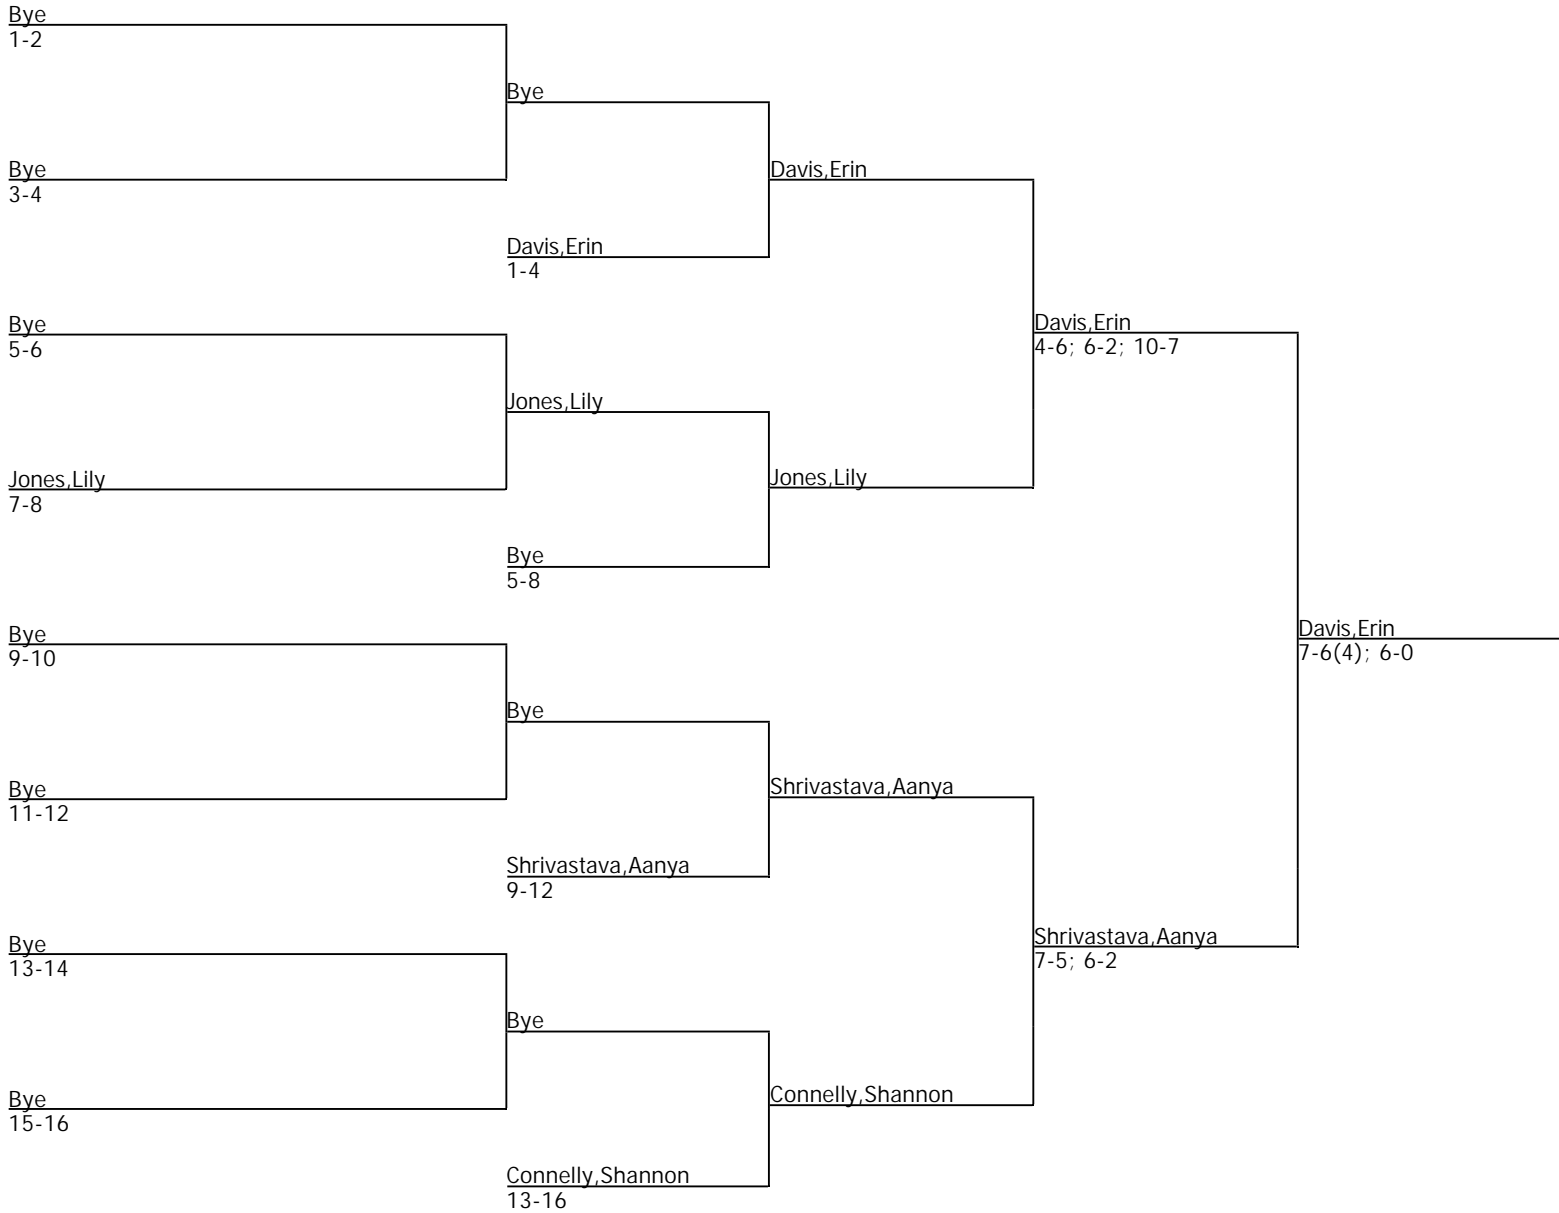 Bye
1-2
Bye
Bye
3-4
Davis,Erin
Davis,Erin
1-4
Bye
5-6
Davis,Erin
4-6; 6-2; 10-7
Jones,Lily
Jones,Lily
7-8
Jones,Lily
Bye
5-8
Bye
9-10
Davis,Erin
7-6(4); 6-0
Bye
Bye
11-12
Shrivastava,Aanya
Shrivastava,Aanya
9-12
Bye
13-14
Shrivastava,Aanya
7-5; 6-2
Bye
Bye
15-16
Connelly,Shannon
Connelly,Shannon
13-16